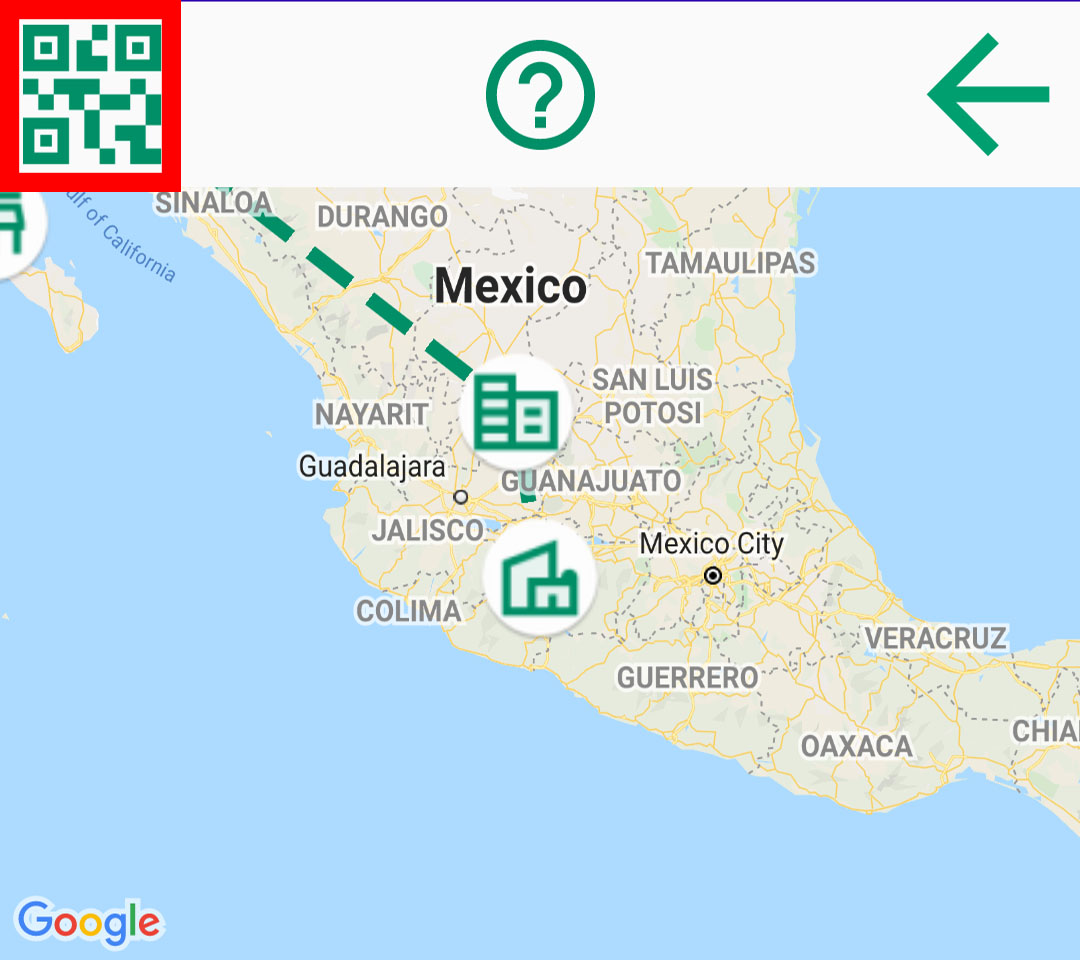 ?
SINALOA
DURANGO
Gulf of California
TAMAULIPAS
Mexico
SAN LUIS
POTOSI
NAYARIT
Guadalajara
GUANAJUATO
JALISCO
Mexico City
COLIMA
VERACRUZ
GUERRERO
CHIA
OAXACA
Google